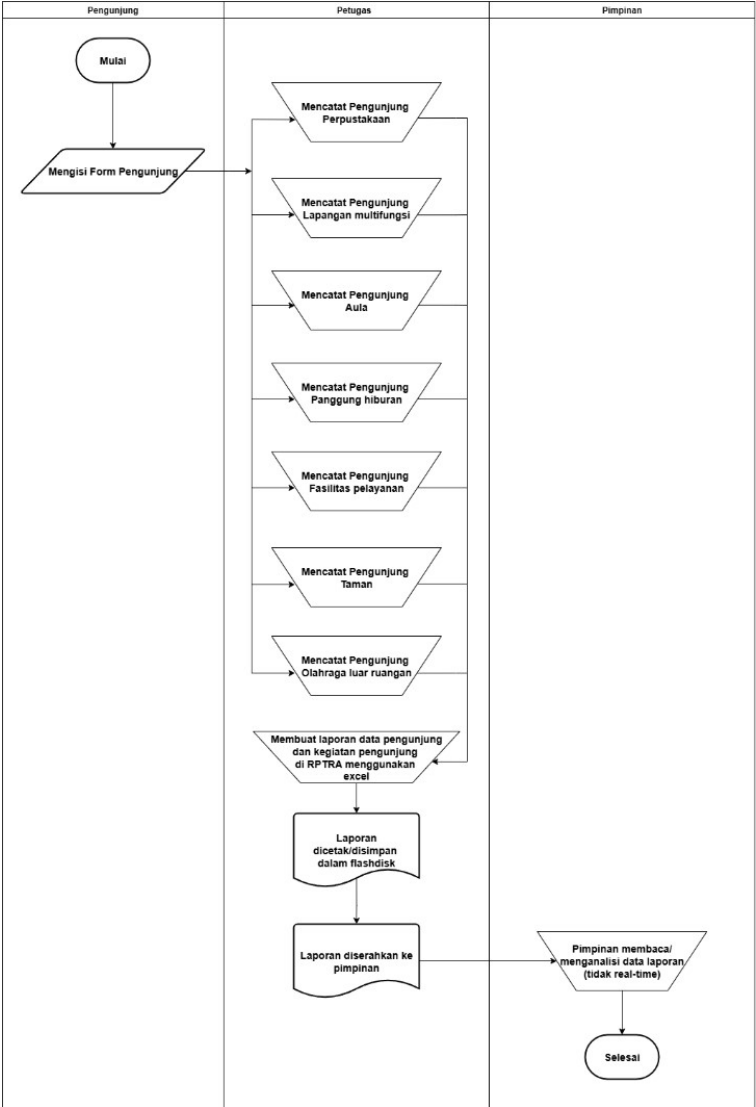 Pengunjung
Petugas
Pimpinan
Mulai
Mengisi Form Pengunjung
Mencatat Pengunjung
Perpustakaan
Mencatat Pengunjung
Lapangan multifungsi
Mencatat Pengunjung
Aula
Mencatat Pengunjung
Panggung hiburan
Mencatat Pengunjung
Fasilitas pelayanan
Mencatat Pengunjung
Taman
Mencatat Pengunjung
Olahraga luar ruangan
Membuat laporan data pengunjung
dan kegiatan pengunjung
di RPTRA menggunakan
excel
Laporan
dicetak/disimpan
dalam flashdisk
Laporan diserahkan ke
pimpinan
Pimpinan membaca/
menganalisi data laporan
(tidak real-time)
Selesai